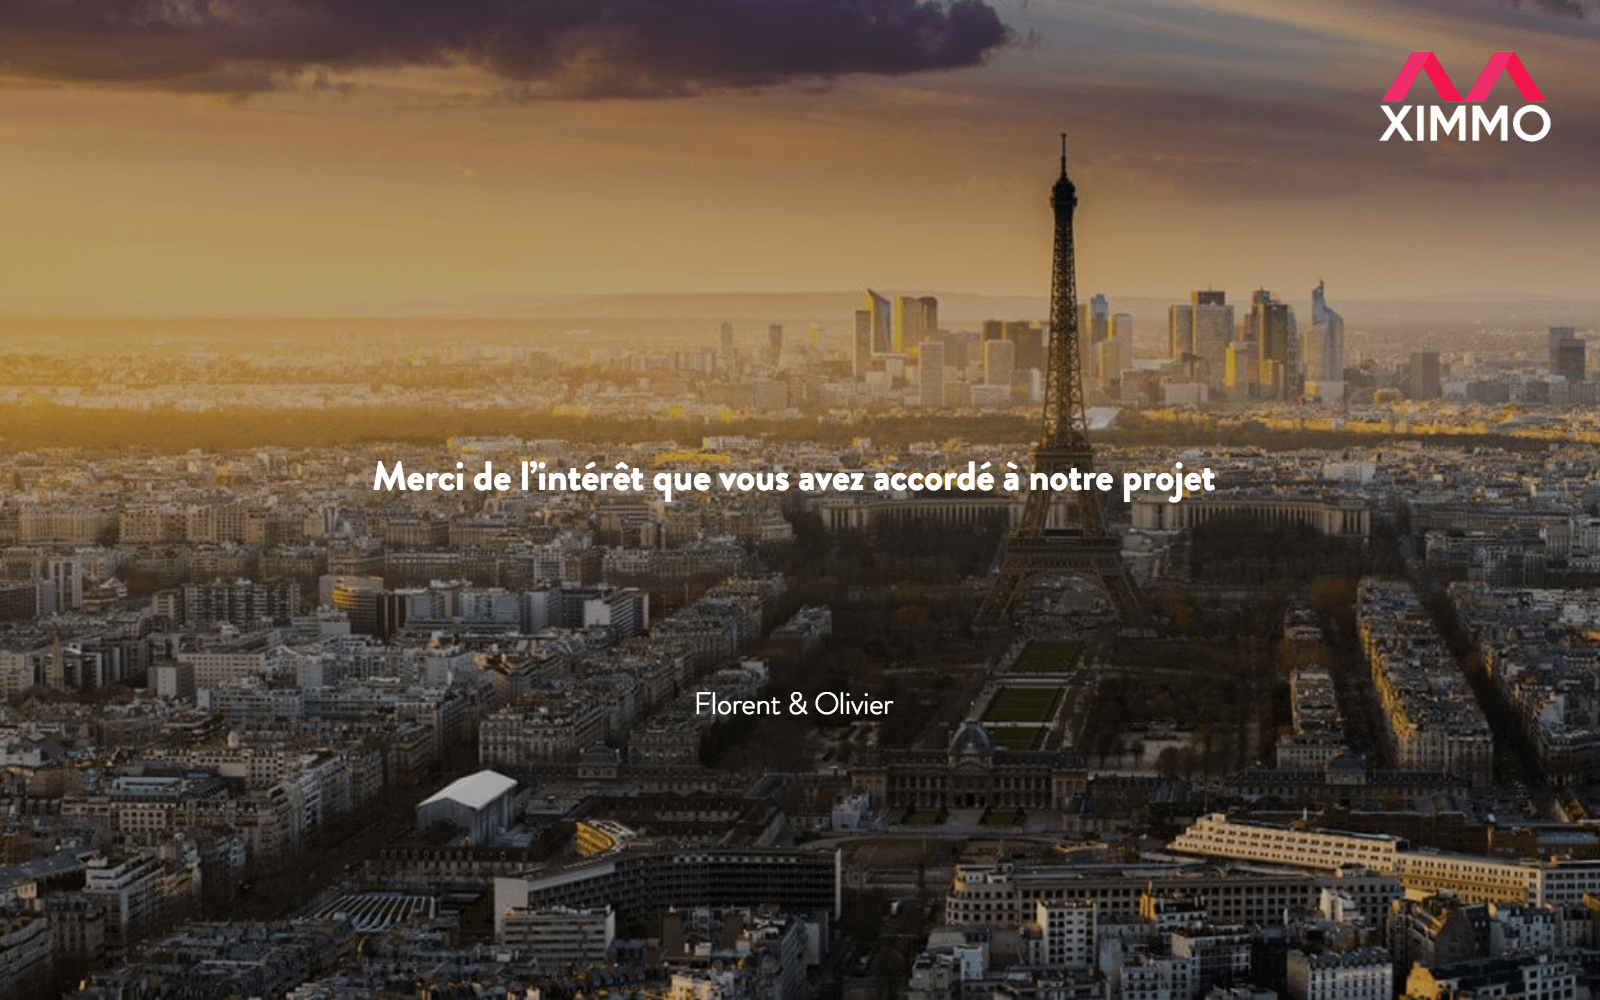 XIMMO
Merci de l’intérêt que vous avez accordé à notre projet
Florent & Olivier